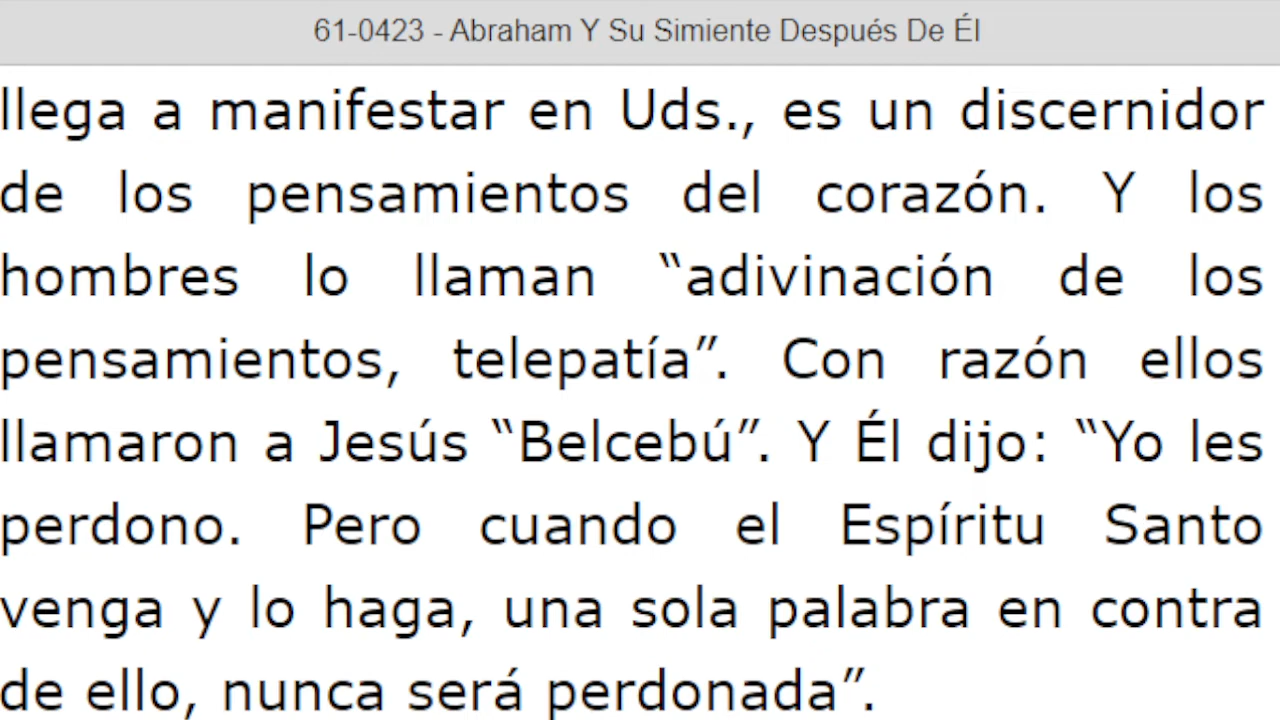 61-0423 - Abraham Y Su Simiente Después De Él
llega a manifestar en Uds., es un discernidor
de los pensamientos del corazón. Y los
hombres lo llaman “adivinación de los
pensamientos, telepatía”. Con razón ellos
llamaron a Jesús “Belcebú”. Y Él dijo: “Yo les
perdono. Pero cuando el Espíritu Santo
venga y lo haga, una sola palabra en contra
de ello, nunca será perdonada”.